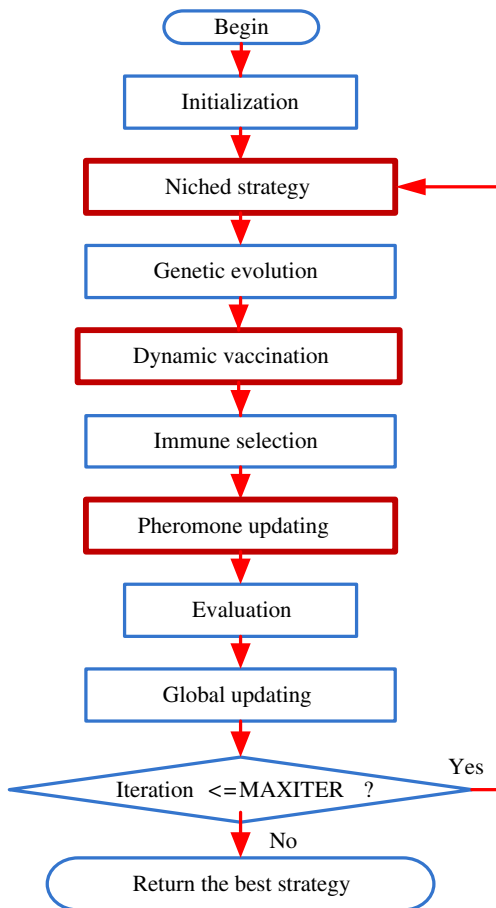 Begin
Initialization
Niched strategy
Genetic evolution
Dynamic vaccination
Immune selection
Pheromone updating
Evaluation
Global updating
Yes
Iteration <=MAXITER ?
No
Return the best strategy